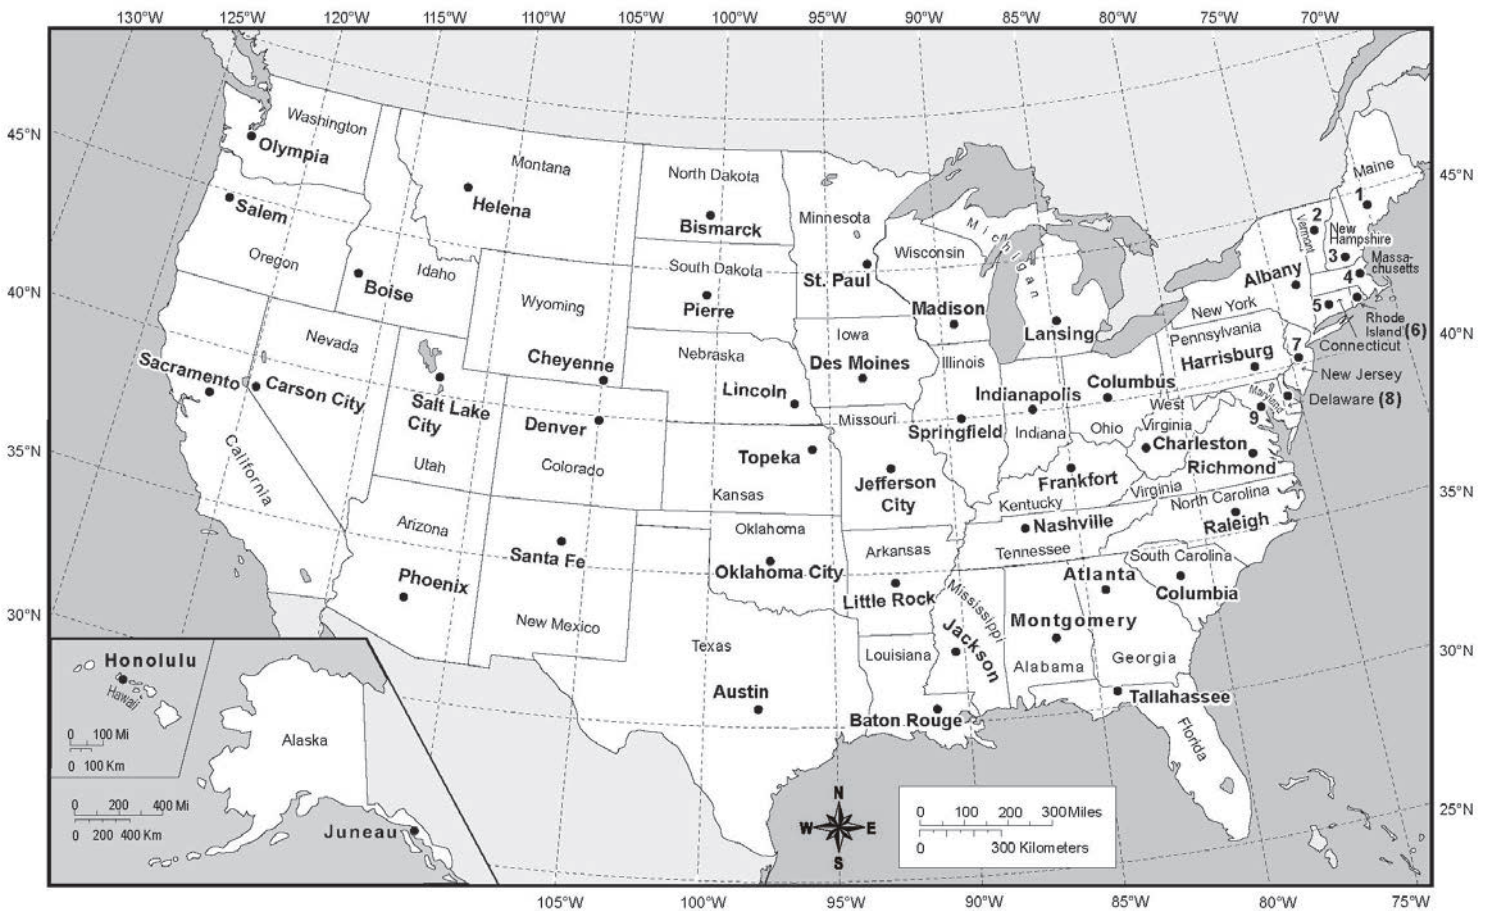 130°W 125°W 120°W 115°W 110°W 105°W 100°W 95°W 90°W 85°W 80°W 75°W 70°W
45°N
40°N
35°N
30°N
45°N
40°N
35°N
30°N
25°N
Washington
Olympia
Salem
Oregon
Montana
Helena
Idaho
Boise
North Dakota
Bismarck
South Dakota
Pierre
Minnesota
St. Paul
Wisconsin
Madison
Michigan
Lansing
Wyoming
Cheyenne
Nevada
Carson City
Sacramento
California
Salt Lake
City
Utah
Denver
Colorado
Nebraska
Lincoln
Iowa
Des Moines
Illinois
Springfield
Indianapolis
Indiana
Columbus
Ohio
Topeka
Kansas
Missouri
Jefferson
City
Frankfort
Kentucky
West
Virginia
Charleston
Richmond
Virginia
Maine
1
2
Vermont
New
Hampshire
3
Massa-
chusetts
4
Albany
New York
5
Rhode
Island (6)
Connecticut
Pennsylvania
Harrisburg
7
New Jersey
Delaware (8)
Maryland
9
9
Nashville
Tennessee
North Carolina
Raleigh
South Carolina
Columbia
Arizona
Phoenix
Santa Fe
New Mexico
Oklahoma
Oklahoma City
Arkansas
Little Rock
Mississippi
Jackson
Atlanta
Georgia
Montgomery
Alabama
Texas
Austin
Louisiana
Baton Rouge
Tallahassee
Florida
Honolulu
Hawaii
0 100 Mi
0 100 Km
Alaska
Juneau
0 200 400 Mi
0 200 400 Km
N
W E
S
0 100 200 300 Miles
0 300 Kilometers
105°W 100°W 95°W 90°W 85°W 80°W 75°W